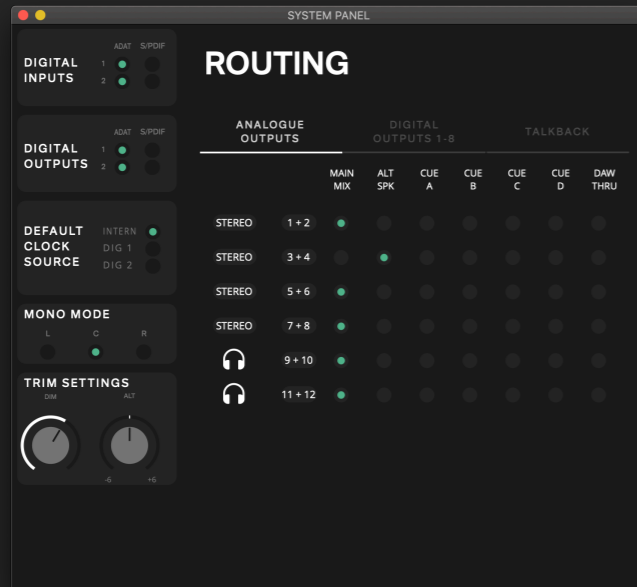 SYSTEM PANEL
ADAT S/PDIF
DIGITAL
INPUTS
1
2
ADAT S/PDIF
DIGITAL
OUTPUTS
1
2
DEFAULT
CLOCK
SOURCE
INTERN
DIG 1
DIG 2
MONO MODE
L C R
TRIM SETTINGS
DIM ALT
-6 +6
ROUTING
ANALOGUE
OUTPUTS
DIGITAL
OUTPUTS 1-8
TALKBACK
MAIN
MIX
ALT
SPK
CUE
A
CUE
B
CUE
C
CUE
D
DAW
THRU
STEREO 1 + 2
STEREO 3 + 4
STEREO 5 + 6
STEREO 7 + 8
9 + 10
11 + 12